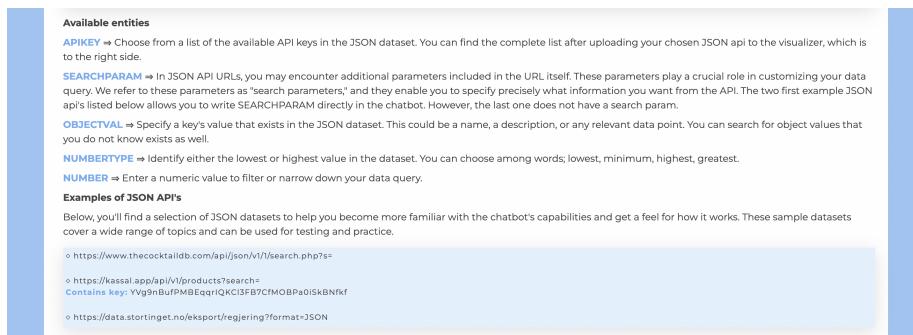 Available entities
APIKEY ⇒ Choose from a list of the available API keys in the JSON dataset. You can find the complete list after uploading your chosen JSON api to the visualizer, which is
to the right side.
SEARCHPARAM ⇒ In JSON API URLs, you may encounter additional parameters included in the URL itself. These parameters play a crucial role in customizing your data
query. We refer to these parameters as "search parameters," and they enable you to specify precisely what information you want from the API. The two first example JSON
api's listed below allows you to write SEARCHPARAM directly in the chatbot. However, the last one does not have a search param.
OBJECTVAL ⇒ Specify a key's value that exists in the JSON dataset. This could be a name, a description, or any relevant data point. You can search for object values that
you do not know exists as well.
NUMBERTYPE ⇒ Identify either the lowest or highest value in the dataset. You can choose among words; lowest, minimum, highest, greatest.
NUMBER ⇒ Enter a numeric value to filter or narrow down your data query.
Examples of JSON API's
Below, you'll find a selection of JSON datasets to help you become more familiar with the chatbot's capabilities and get a feel for how it works. These sample datasets
cover a wide range of topics and can be used for testing and practice.
⋄ https://www.thecocktaildb.com/api/json/v1/1/search.php?s=
⋄ https://kassal.app/api/v1/products?search=
Contains key: YVg9nBufPMBEqqrIQKCl3FB7CfMOBPa0iSkBNfkf
⋄ https://data.stortinget.no/eksport/regjering?format=JSON